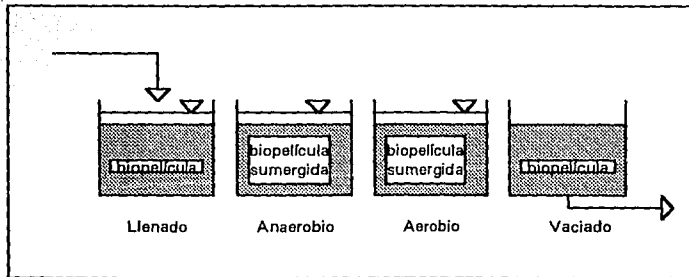 biopelícula
biopelícula
sumergida
biopelícula
sumergida
biopelícula
Llenado
Anaerobio
Aerobio
Vaciado